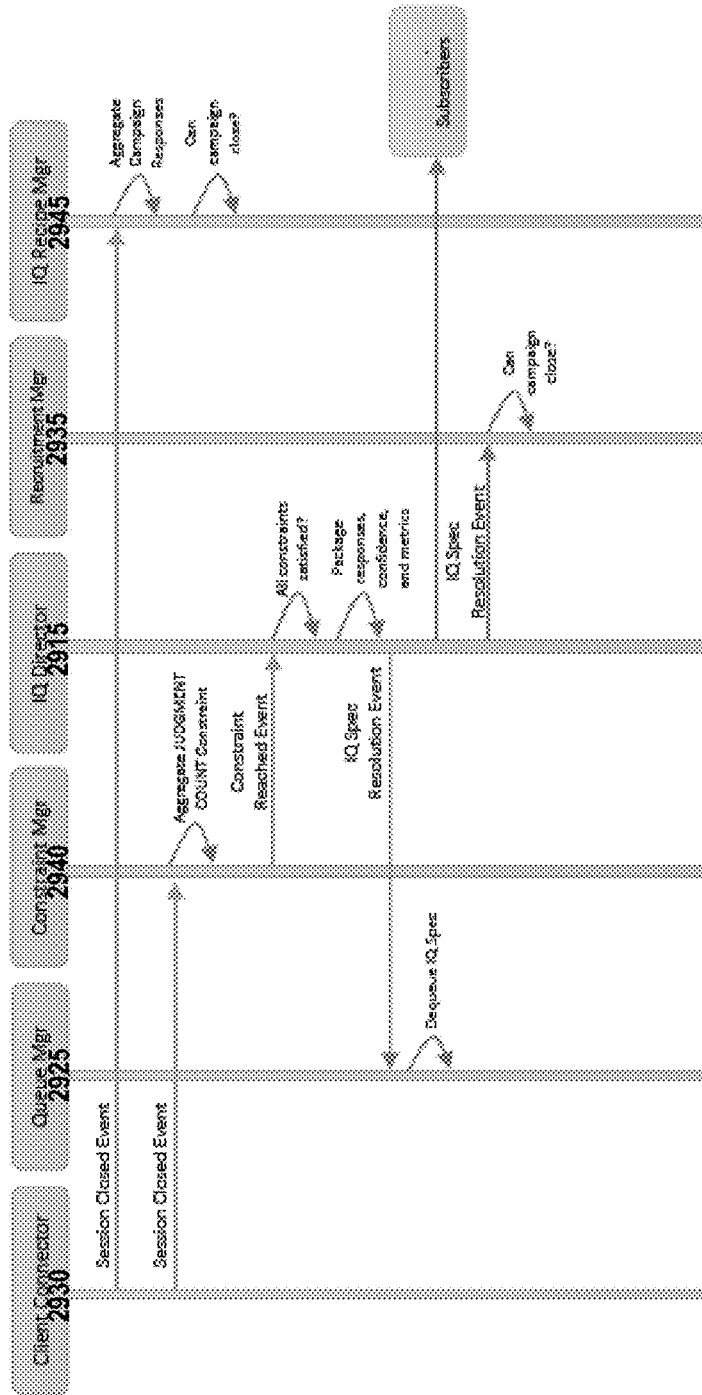 Client Connector
2930
Queue Mgr
2925
Constraint Mgr
2940
IQ Director
2915
Recruitment Mgr
2935
IQ Recipe Mgr
2945
Session Closed Event
Aggregate
Campaign
Responses
Session Closed Event
Aggregate JUDGMENT
COUNT Constraint
Can
campaign
close?
Constraint
Reached Event
All constraints
satisfied?
Package
responses,
confidence,
and metrics
IQ Spec
Resolution Event
Dequeue IQ Spec
Subscribers
IQ Spec
Resolution Event
Can
campaign
close?